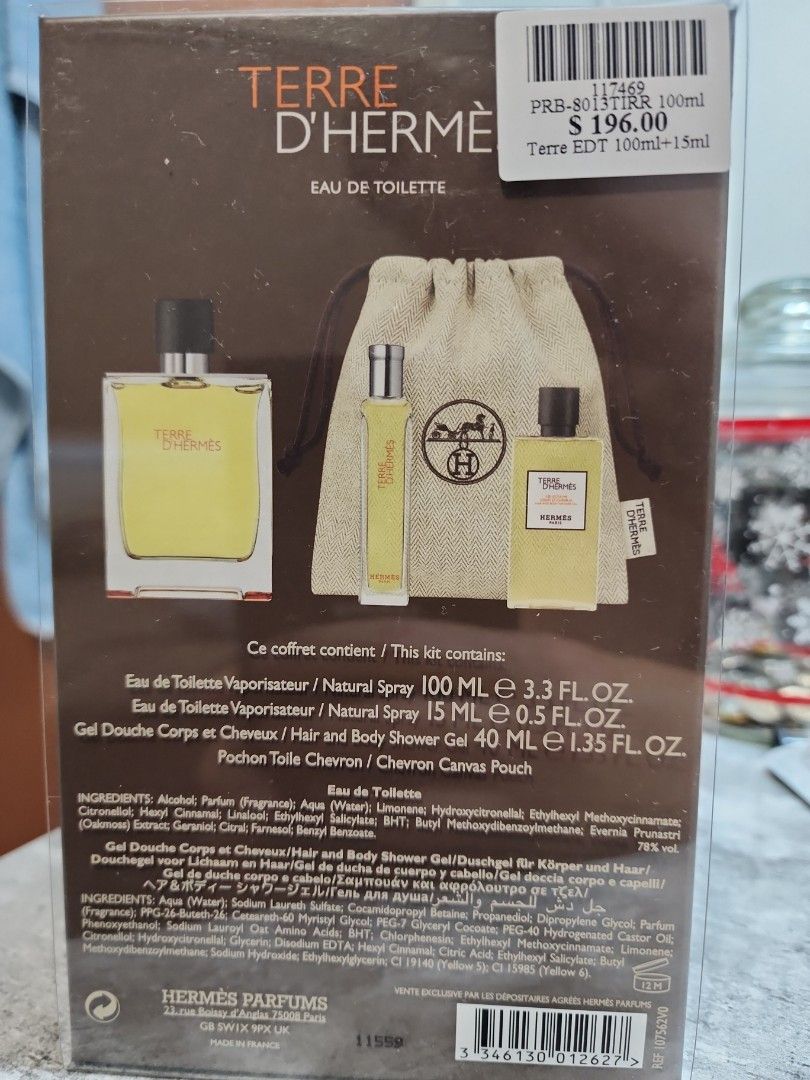 117469
PRB-8013TIRR 100ml
$ 196.00
Terre EDT 100ml+15ml
TERRE
D'HERMÈ
EAU DE TOILETTE
TERRE
D'HERMÈS
TERRE
D'HERMÈS
HERMÈS
PARIS
TERRE
D'HERMÈS
HERMÈS
PARIS
TERRE
D'HERMÈS
Ce coffret contient / This kit contains:
Eau de Toilette Vaporisateur / Natural Spray 100 ML ℮ 3.3 FL.OZ.
Eau de Toilette Vaporisateur / Natural Spray 15 ML ℮ 0.5 FL.OZ.
Gel Douche Corps et Cheveux / Hair and Body Shower Gel 40 ML ℮ 1.35 FL.OZ.
Pochon Toile Chevron / Chevron Canvas Pouch
Eau de Toilette
INGREDIENTS: Alcohol; Parfum (Fragrance); Aqua (Water); Limonene; Hydroxycitronellal; Ethylhexyl Methoxycinnamate;
Citronellol; Hexyl Cinnamal; Linalool; Ethylhexyl Salicylate; BHT; Butyl Methoxydibenzoylmethane; Evernia Prunastri
(Oakmoss) Extract; Geraniol; Citral; Farnesol; Benzyl Benzoate.
78% vol.
Gel Douche Corps et Cheveux/Hair and Body Shower Gel/Duschgel für Körper und Haar/
Douchegel voor Lichaam en Haar/Gel de ducha de cuerpo y cabello/Gel doccia corpo e capelli/
Gel de duche corpo e cabelo/Σαμπουάν και αφρόλουτρο σε τζελ/
ヘア&ボディー シャワージェル/Гель для душа/جل دش للجسم والشعر
INGREDIENTS: Aqua (Water); Sodium Laureth Sulfate; Cocamidopropyl Betaine; Propanediol; Dipropylene Glycol; Parfum
(Fragrance); PPG-26-Buteth-26; Ceteareth-60 Myristyl Glycol; PEG-7 Glyceryl Cocoate; PEG-40 Hydrogenated Castor Oil;
Phenoxyethanol; Sodium Lauroyl Oat Amino Acids; BHT; Chlorphenesin; Ethylhexyl Methoxycinnamate; Limonene;
Citronellol; Hydroxycitronellal; Glycerin; Disodium EDTA; Hexyl Cinnamal; Citric Acid; Ethylhexyl Salicylate; Butyl
Methoxydibenzoylmethane; Sodium Hydroxide; Ethylhexylglycerin; CI 19140 (Yellow 5); CI 15985 (Yellow 6).
12 M
VENTE EXCLUSIVE PAR LES DÉPOSITAIRES AGRÉÉS HERMÈS PARFUMS
HERMÈS PARFUMS
23, rue Boissy d'Anglas 75008 Paris
GB SW1X 9PX UK
MADE IN FRANCE
11559
3 346130 012627 >
REF 107562V0